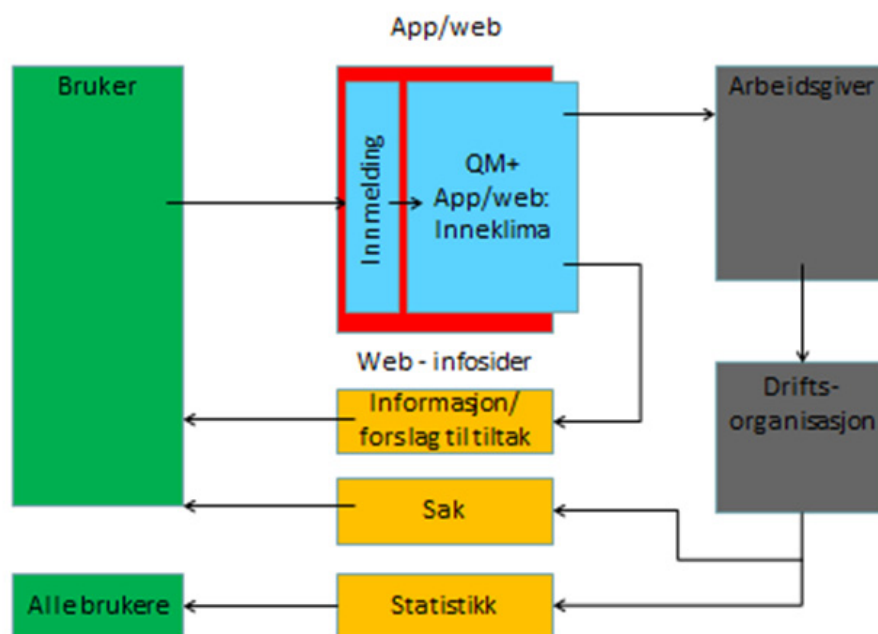 App/web
Bruker
Innmelding
QM+
App/web:
Inneklima
Arbeidsgiver
Web - infosider
Informasjon/
forslag til tiltak
Drifts-
organisasjon
Sak
Alle brukere
Statistikk